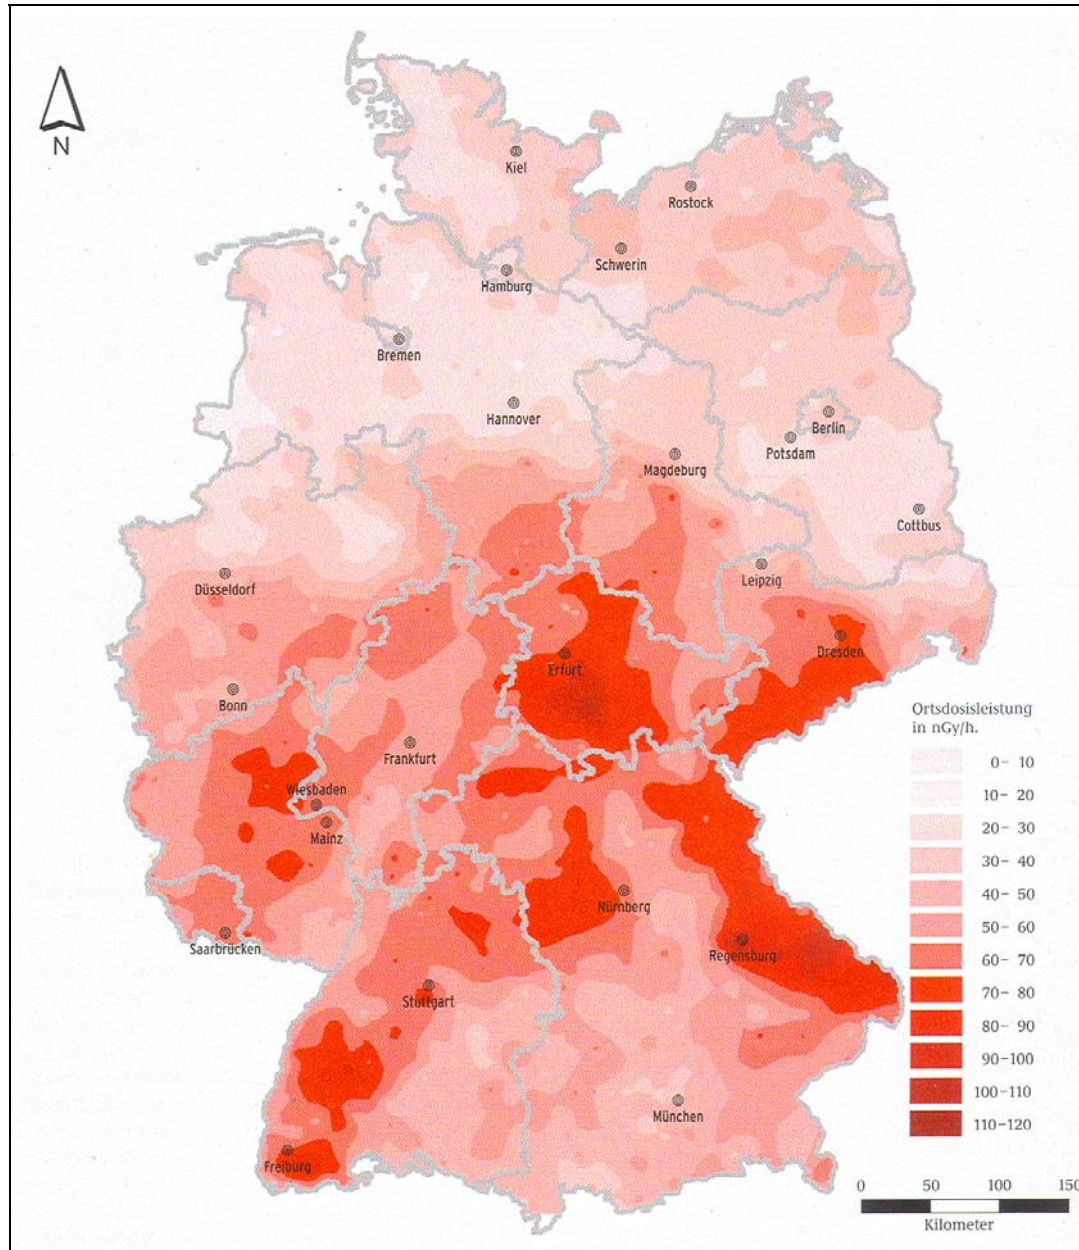 N
Kiel
Rostock
Schwerin
Hamburg
Bremen
Hannover
Berlin
Potsdam
Magdeburg
Cottbus
Düsseldorf
Leipzig
Dresden
Erfurt
Bonn
Frankfurt
Wiesbaden
Mainz
Nürnberg
Saarbrücken
Regensburg
Stuttgart
München
Freiburg
Ortsdosisleistung
in nGy/h.
0– 10
10– 20
20– 30
30– 40
40– 50
50– 60
60– 70
70– 80
80– 90
90–100
100–110
110–120
0 50 100 150
Kilometer